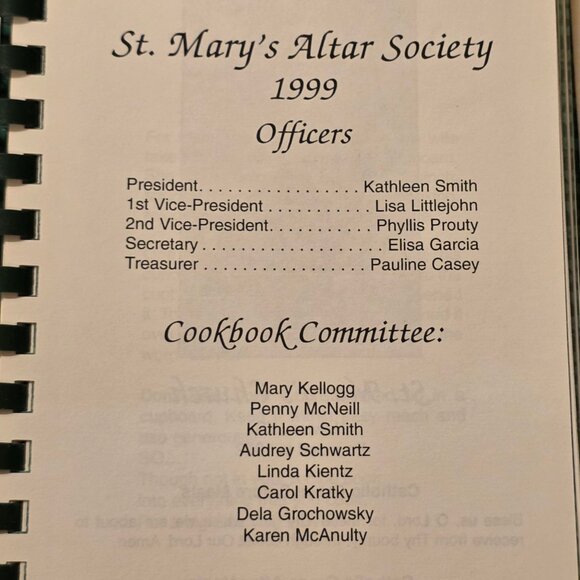 St. Mary's Altar Society
1999
Officers
President. . . . . . . . . . . . . . . . . Kathleen Smith
1st Vice-President . . . . . . . . . . . Lisa Littlejohn
2nd Vice-President. . . . . . . . . . . Phyllis Prouty
Secretary . . . . . . . . . . . . . . . . . . Elisa Garcia
Treasurer . . . . . . . . . . . . . . . . . Pauline Casey
Cookbook Committee:
Mary Kellogg
Penny McNeill
Kathleen Smith
Audrey Schwartz
Linda Kientz
Carol Kratky
Dela Grochowsky
Karen McAnulty